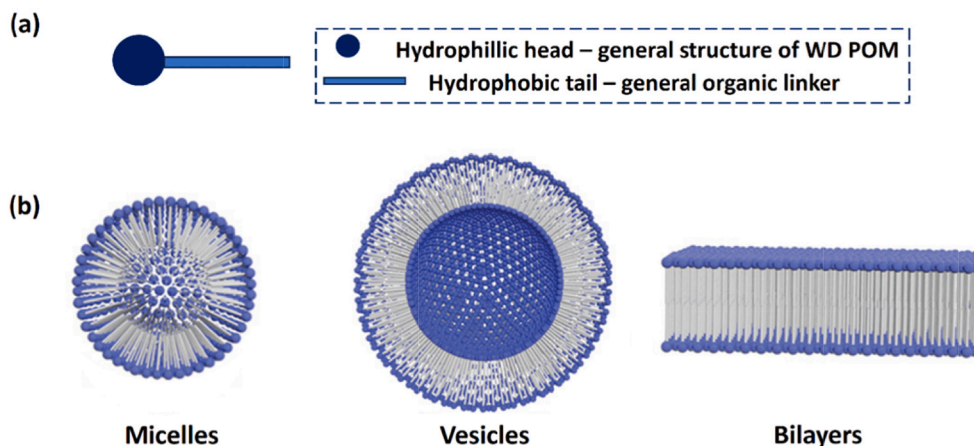 (a)
Hydrophillic head – general structure of WD POM
Hydrophobic tail – general organic linker
(b)
Micelles
Vesicles
Bilayers